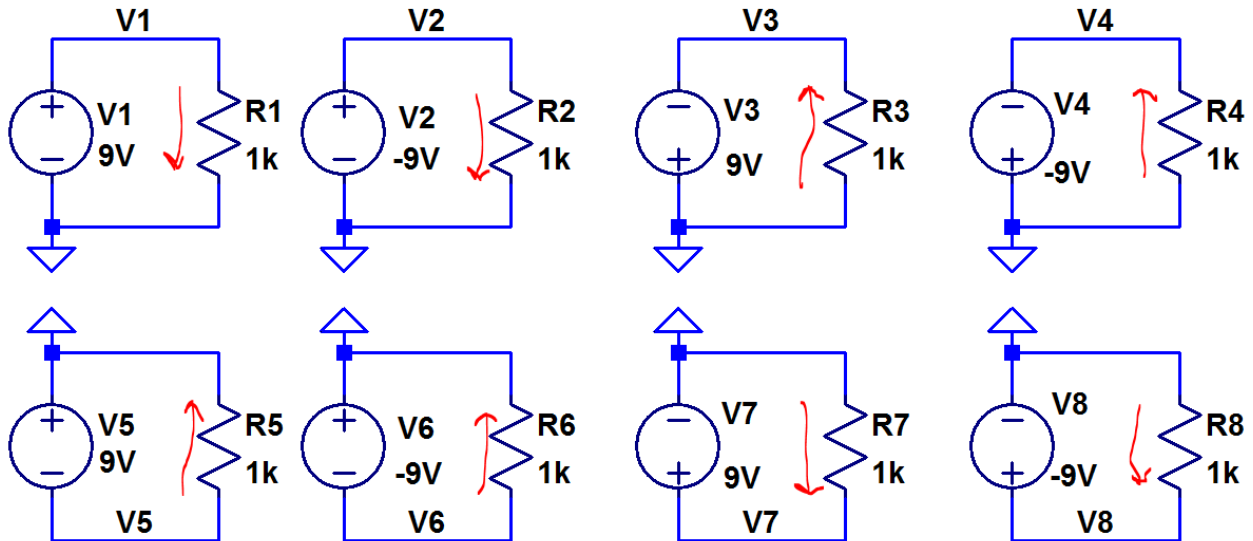 V1 V2 V3 V4
+ V1 9V − R1 1k
+ V2 -9V − R2 1k
− V3 9V + R3 1k
− V4 -9V + R4 1k
+ V5 9V − R5 1k
+ V6 -9V − R6 1k
− V7 9V + R7 1k
− V8 -9V + R8 1k
V5 V6 V7 V8